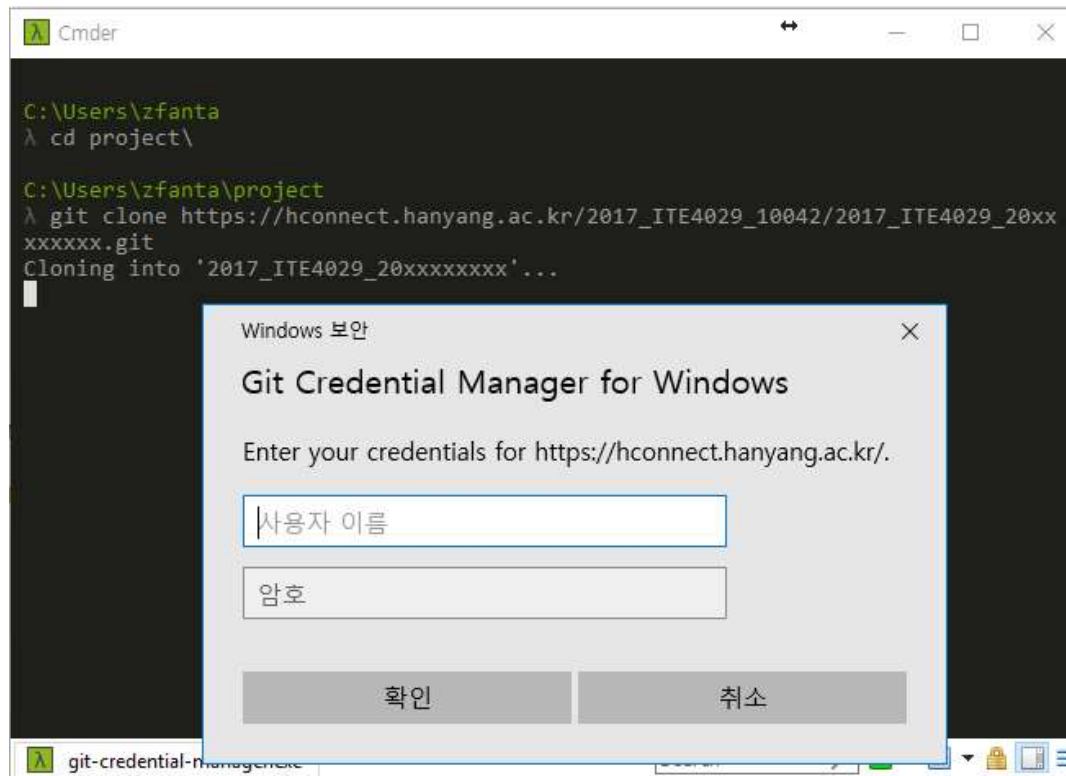 Cmder
C:\Users\zfanta
λ cd project\
C:\Users\zfanta\project
λ git clone https://hconnect.hanyang.ac.kr/2017_ITE4029_10042/2017_ITE4029_20xx
xxxxxx.git
Cloning into '2017_ITE4029_20xxxxxxxx'...
Windows 보안
Git Credential Manager for Windows
Enter your credentials for https://hconnect.hanyang.ac.kr/.
사용자 이름
암호
확인 취소